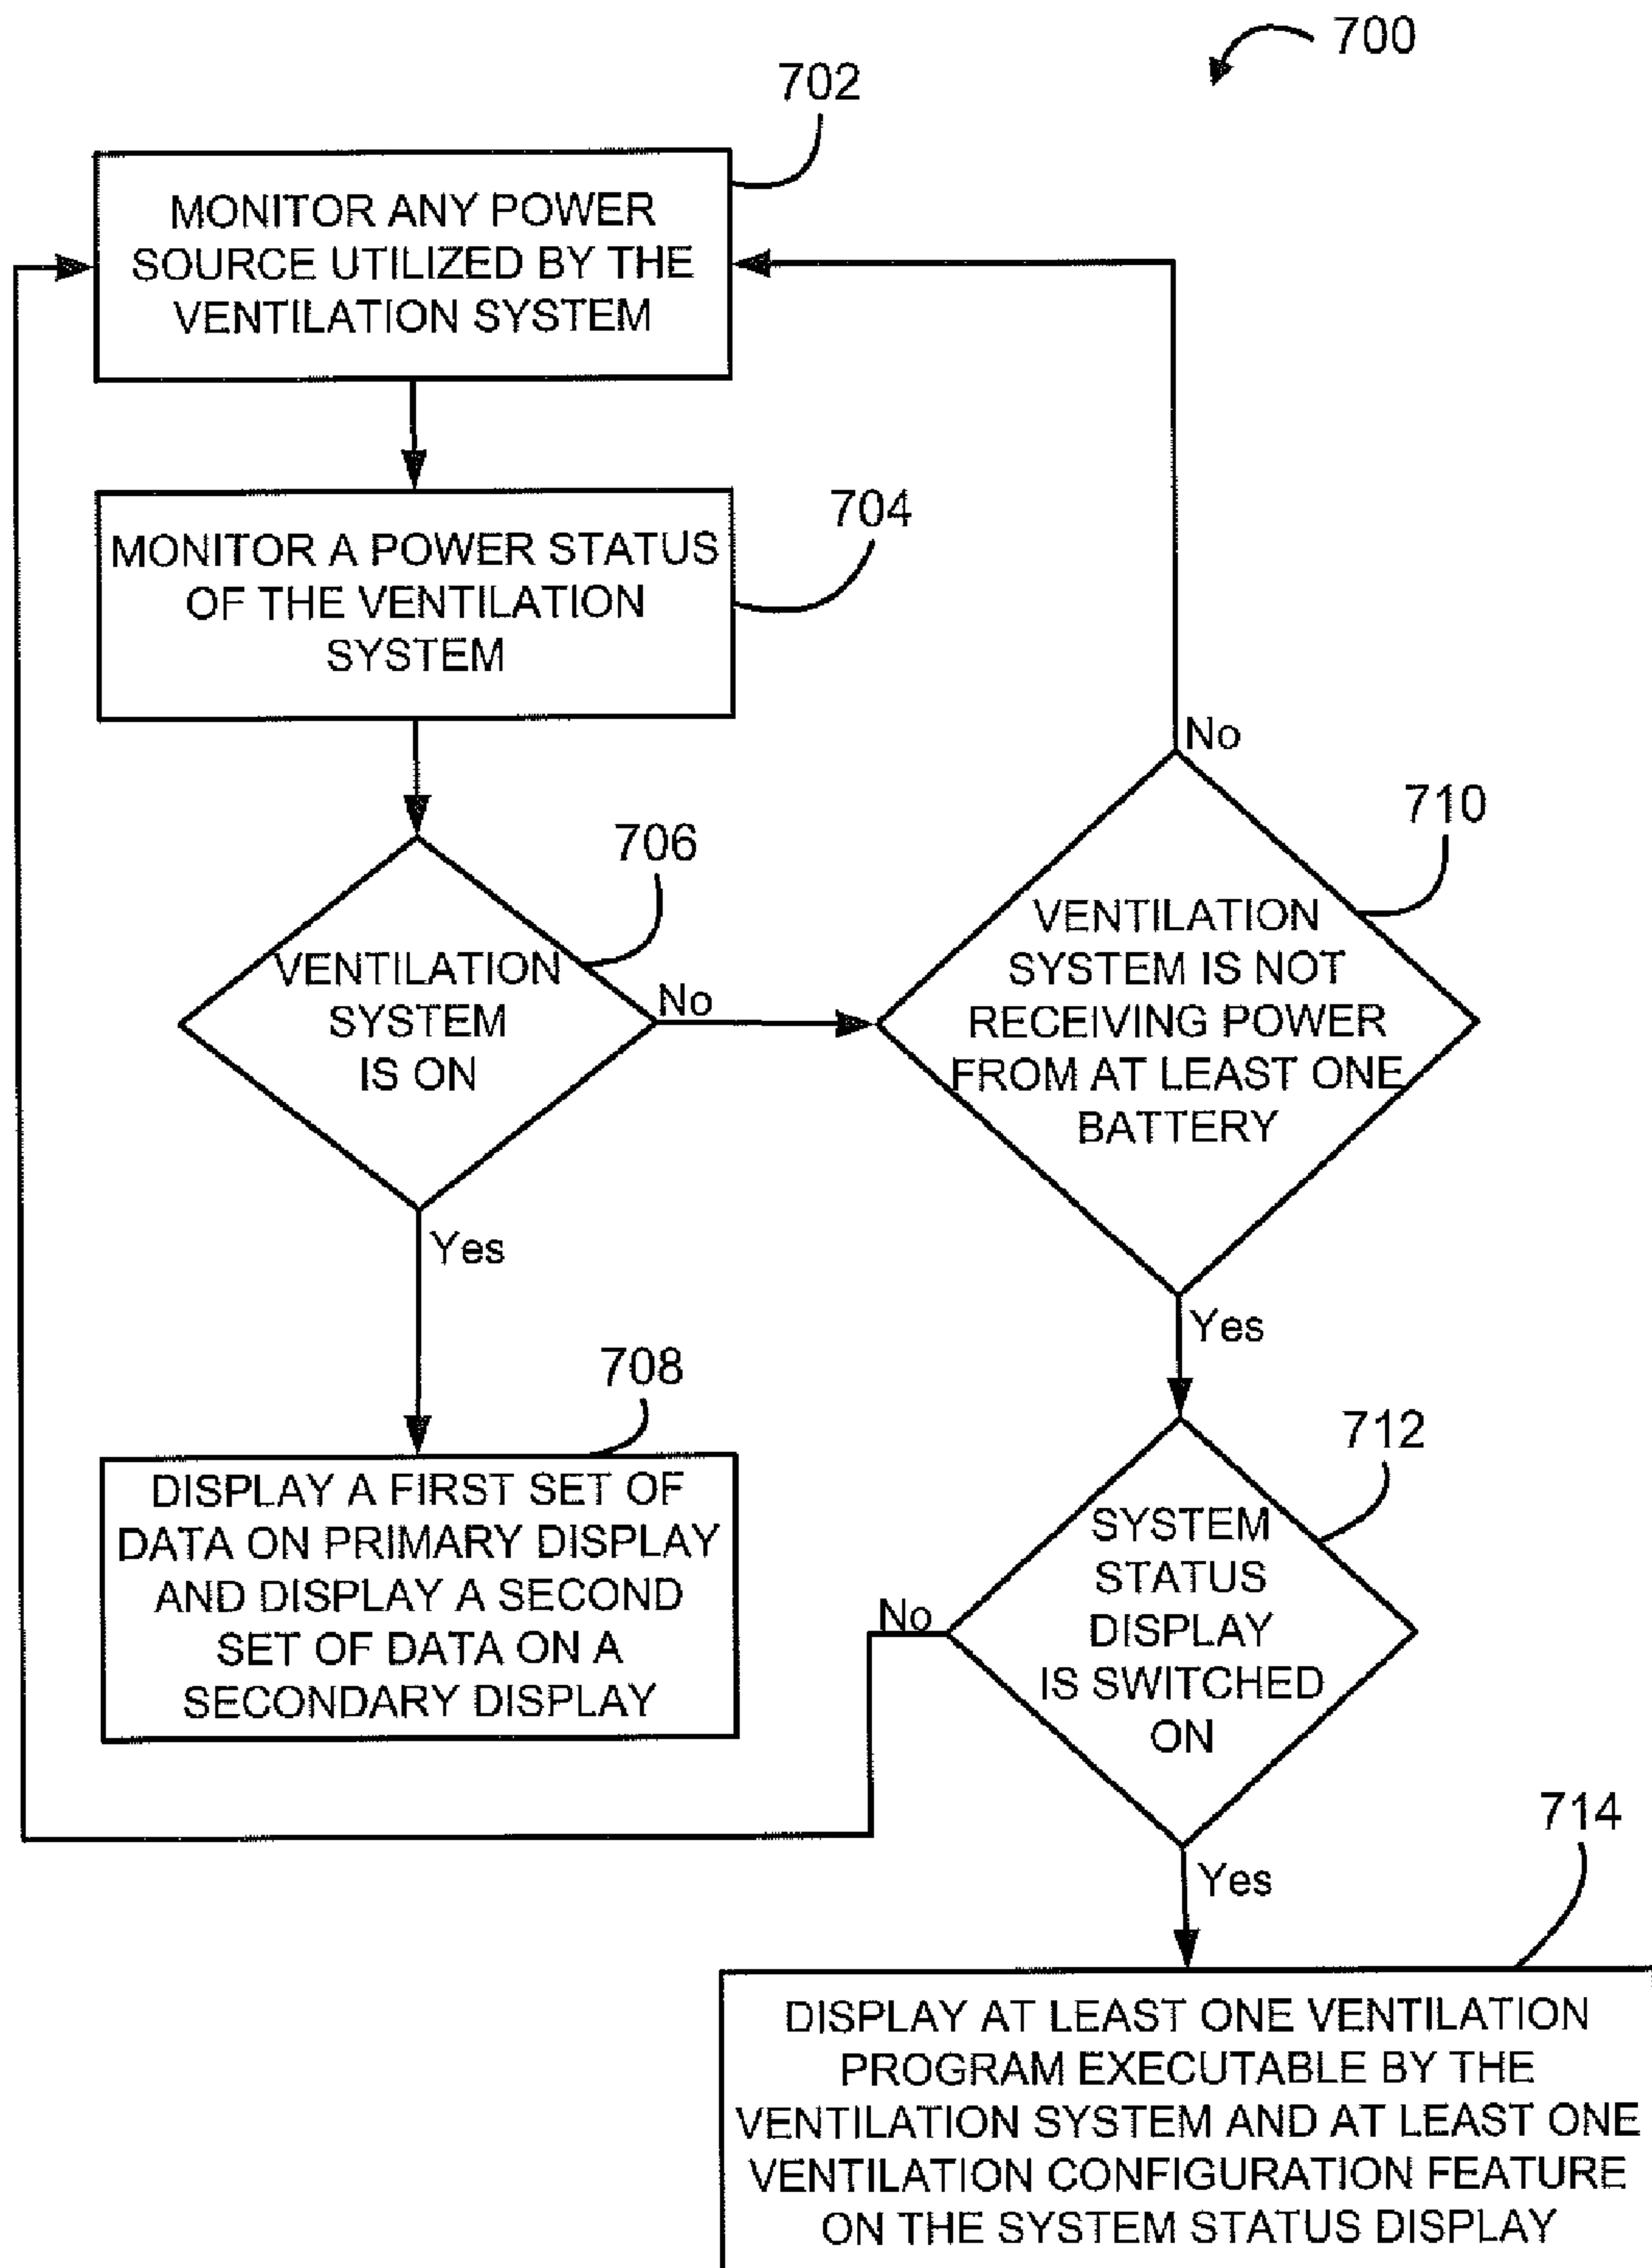 700
702
MONITOR ANY POWER
SOURCE UTILIZED BY THE
VENTILATION SYSTEM
704
MONITOR A POWER STATUS
OF THE VENTILATION
SYSTEM
706
VENTILATION
SYSTEM
IS ON
No
Yes
708
DISPLAY A FIRST SET OF
DATA ON PRIMARY DISPLAY
AND DISPLAY A SECOND
SET OF DATA ON A
SECONDARY DISPLAY
No
710
VENTILATION
SYSTEM IS NOT
RECEIVING POWER
FROM AT LEAST ONE
BATTERY
Yes
712
SYSTEM
STATUS
DISPLAY
IS SWITCHED
ON
No
Yes
714
DISPLAY AT LEAST ONE VENTILATION
PROGRAM EXECUTABLE BY THE
VENTILATION SYSTEM AND AT LEAST ONE
VENTILATION CONFIGURATION FEATURE
ON THE SYSTEM STATUS DISPLAY